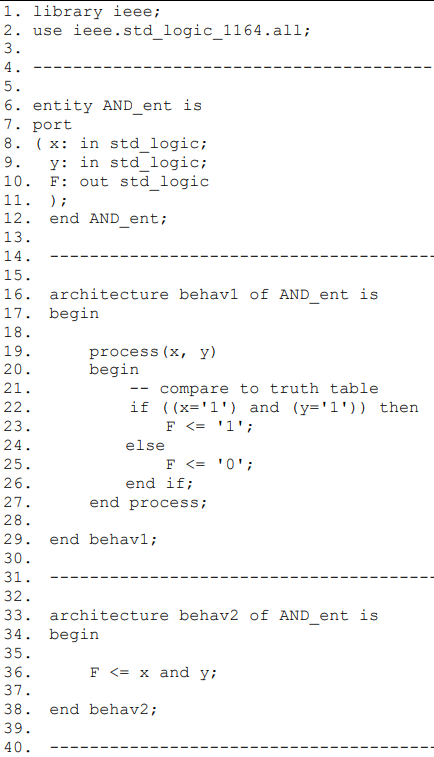 1. library ieee;
2. use ieee.std_logic_1164.all;
3.
4. ----------------------------------------
5.
6. entity AND_ent is
7. port
8. ( x: in std_logic;
9.   y: in std_logic;
10.  F: out std_logic
11.  );
12.  end AND_ent;
13.
14.  ---------------------------------------
15.
16.  architecture behav1 of AND_ent is
17.  begin
18.
19.      process(x, y)
20.      begin
21.          -- compare to truth table
22.          if ((x='1') and (y='1')) then
23.              F <= '1';
24.          else
25.              F <= '0';
26.          end if;
27.      end process;
28.
29.  end behav1;
30.
31.  ---------------------------------------
32.
33.  architecture behav2 of AND_ent is
34.  begin
35.
36.      F <= x and y;
37.
38.  end behav2;
39.
40.  ---------------------------------------